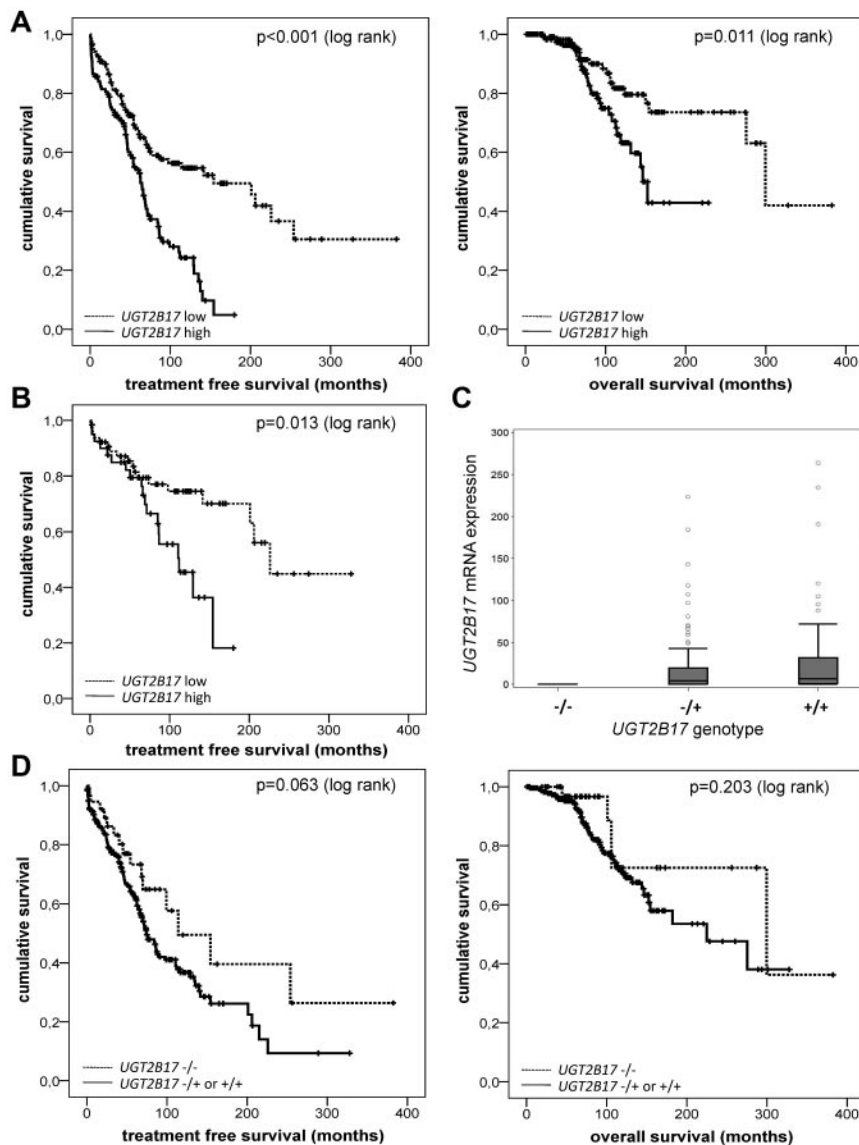 A
p<0.001 (log rank)
cumulative survival
1,0
0,8
0,6
0,4
0,2
0,0
UGT2B17 low
UGT2B17 high
0 100 200 300 400
treatment free survival (months)
p=0.011 (log rank)
cumulative survival
1,0
0,8
0,6
0,4
0,2
0,0
UGT2B17 low
UGT2B17 high
0 100 200 300 400
overall survival (months)
B
p=0.013 (log rank)
cumulative survival
1,0
0,8
0,6
0,4
0,2
0,0
UGT2B17 low
UGT2B17 high
0 100 200 300 400
treatment free survival (months)
C
UGT2B17 mRNA expression
300
250
200
150
100
50
0
-/- -/+ +/+
UGT2B17 genotype
D
p=0.063 (log rank)
cumulative survival
1,0
0,8
0,6
0,4
0,2
0,0
UGT2B17 -/-
UGT2B17 -/+ or +/+
0 100 200 300 400
treatment free survival (months)
p=0.203 (log rank)
cumulative survival
1,0
0,8
0,6
0,4
0,2
0,0
UGT2B17 -/-
UGT2B17 -/+ or +/+
0 100 200 300 400
overall survival (months)